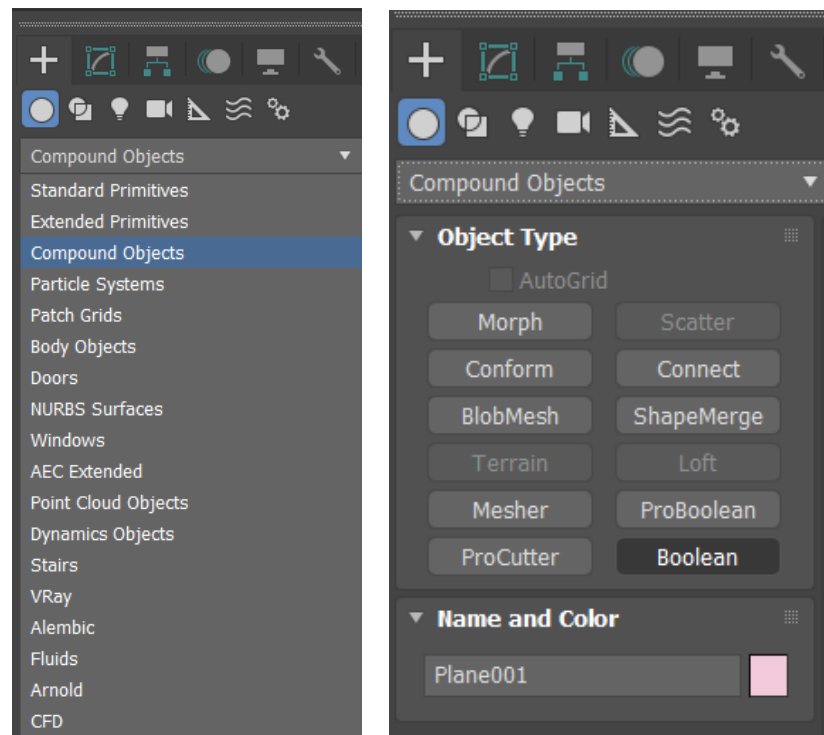 Compound Objects
Standard Primitives
Extended Primitives
Compound Objects
Particle Systems
Patch Grids
Body Objects
Doors
NURBS Surfaces
Windows
AEC Extended
Point Cloud Objects
Dynamics Objects
Stairs
VRay
Alembic
Fluids
Arnold
CFD
Compound Objects
Object Type
AutoGrid
Morph Scatter
Conform Connect
BlobMesh ShapeMerge
Terrain Loft
Mesher ProBoolean
ProCutter Boolean
Name and Color
Plane001